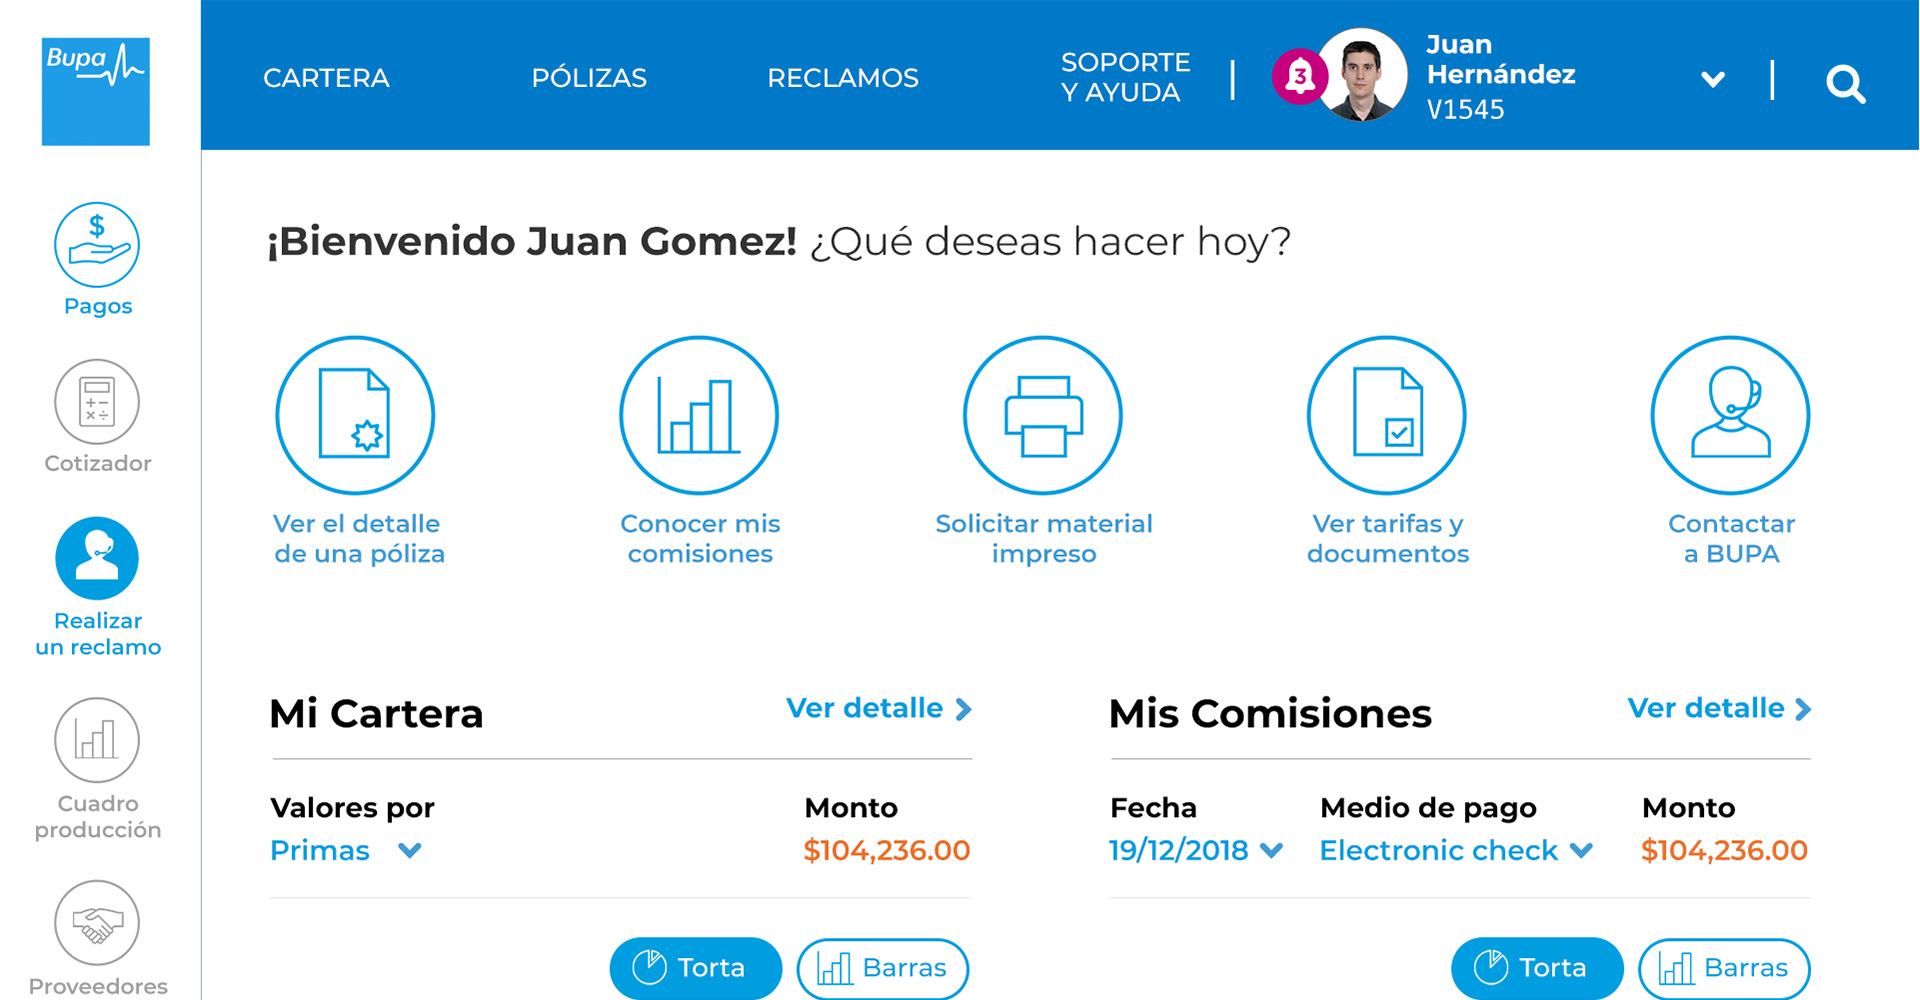 Bupa
CARTERA
PÓLIZAS
RECLAMOS
SOPORTE
Y AYUDA
3
Juan
Hernández
V1545
$
Pagos
Cotizador
Realizar
un reclamo
Cuadro
producción
Proveedores
¡Bienvenido Juan Gomez! ¿Qué deseas hacer hoy?
Ver el detalle
de una póliza
Conocer mis
comisiones
Solicitar material
impreso
Ver tarifas y
documentos
Contactar
a BUPA
Mi Cartera
Ver detalle
Valores por
Monto
Primas
$104,236.00
Torta
Barras
Mis Comisiones
Ver detalle
Fecha
Medio de pago
Monto
19/12/2018
Electronic check
$104,236.00
Torta
Barras